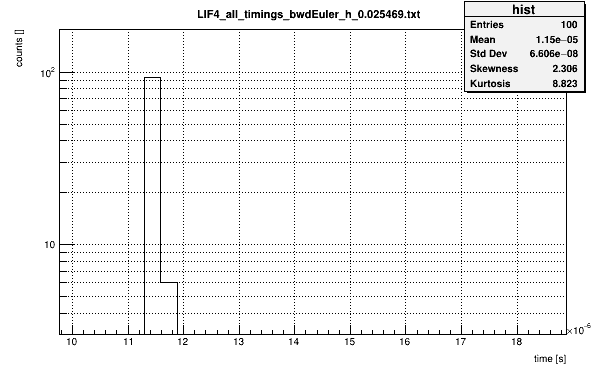 LIF4_all_timings_bwdEuler_h_0.025469.txt
hist
Entries 100
Mean 1.15e−05
Std Dev 6.606e−08
Skewness 2.306
Kurtosis 8.823
counts []
10²
10
10 11 12 13 14 15 16 17 18
×10⁻⁶
time [s]